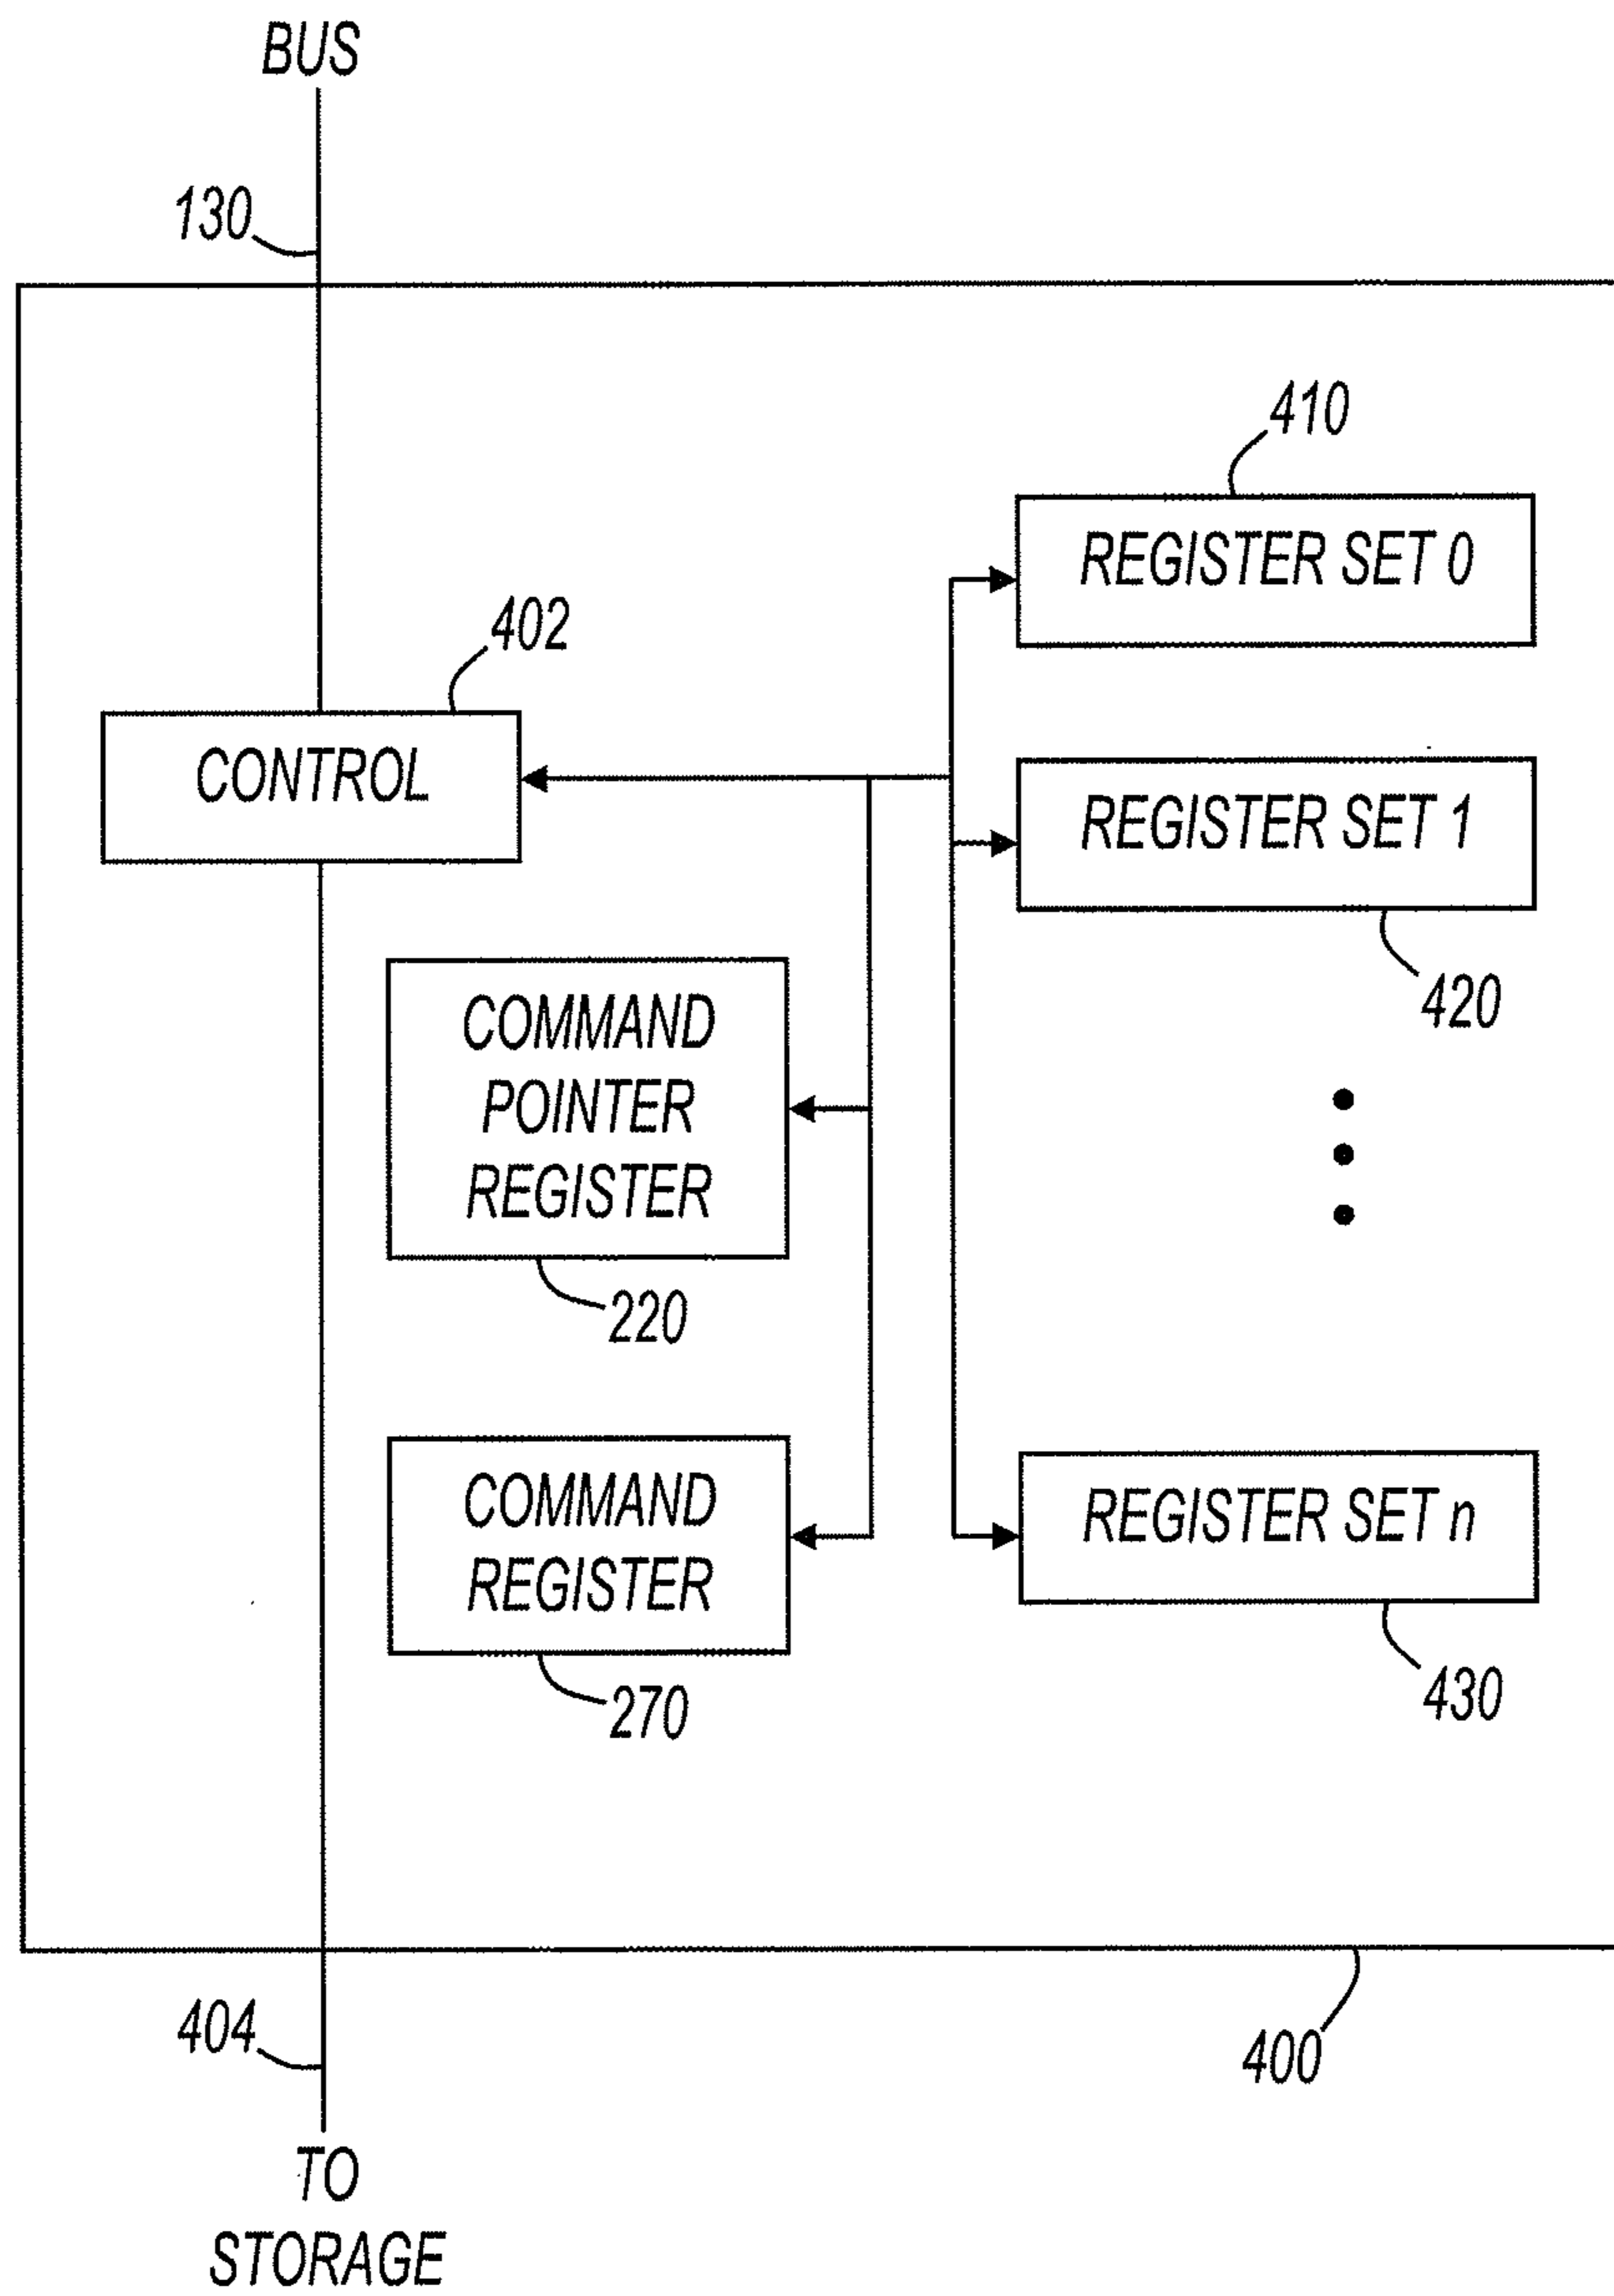 BUS
130
410
REGISTER SET 0
402
CONTROL
REGISTER SET 1
420
COMMAND
POINTER
REGISTER
220
COMMAND
REGISTER
270
REGISTER SET n
430
404
400
TO
STORAGE